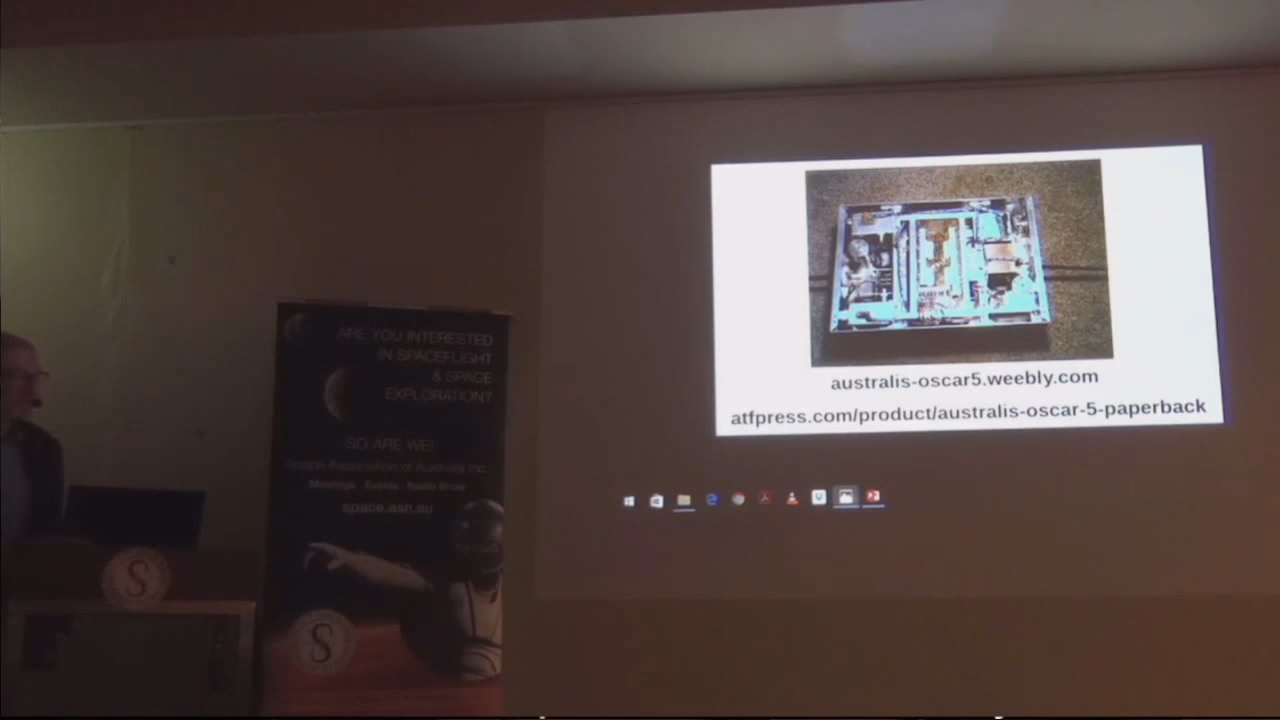 ARE YOU INTERESTED
IN SPACEFLIGHT
& SPACE
EXPLORATION?
SO ARE WE!
Space Association of Australia Inc.
Meetings Events Radio Show
space.asn.au
S
S
australis-oscar5.weebly.com
atfpress.com/product/australis-oscar-5-paperback